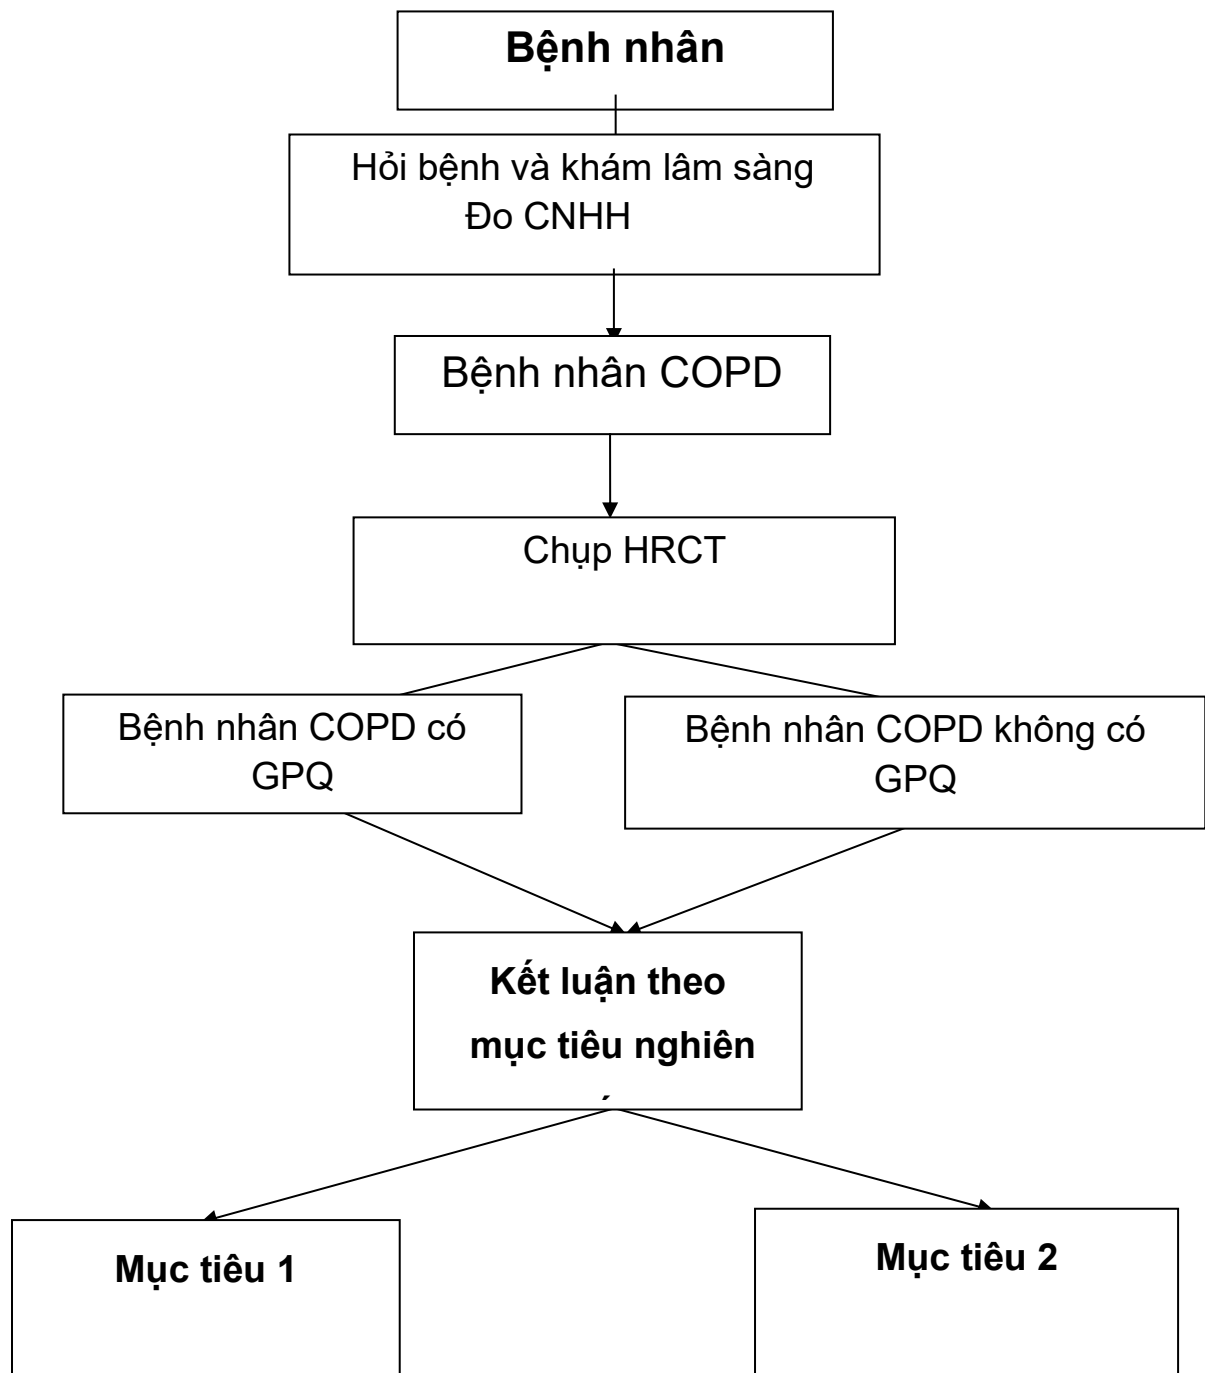 Bệnh nhân
Hỏi bệnh và khám lâm sàng
Đo CNHH
Bệnh nhân COPD
Chụp HRCT
Bệnh nhân COPD có
GPQ
Bệnh nhân COPD không có
GPQ
Kết luận theo
mục tiêu nghiên
Mục tiêu 1
Mục tiêu 2